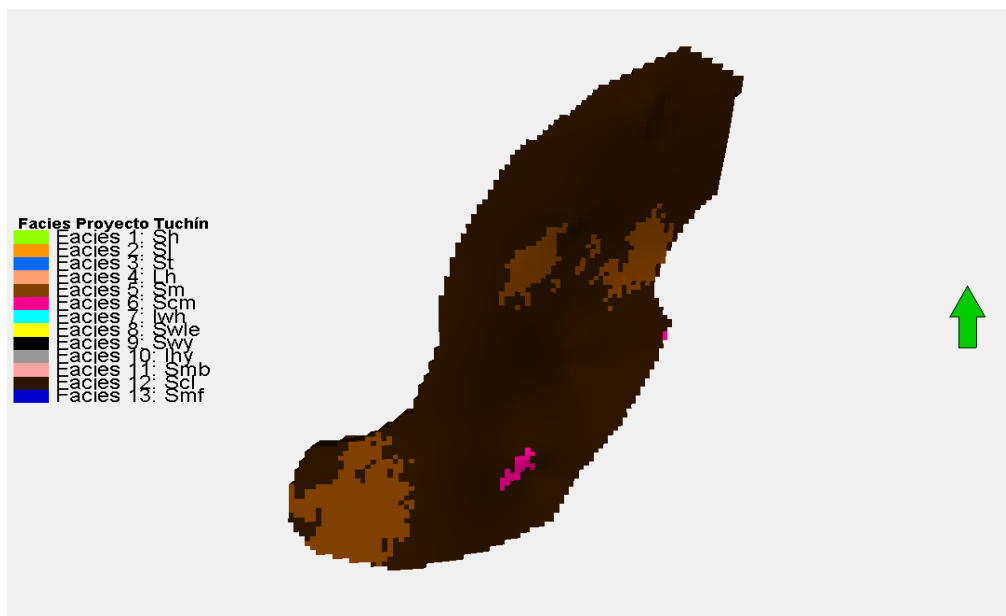 Facies Proyecto Tuchín
Facies 1: Sh
Facies 2: Sl
Facies 3: St
Facies 4: Lh
Facies 5: Sm
Facies 6: Scm
Facies 7: Iwh
Facies 8: Swle
Facies 9: Swy
Facies 10: Ihy
Facies 11: Smb
Facies 12: Scl
Facies 13: Smf